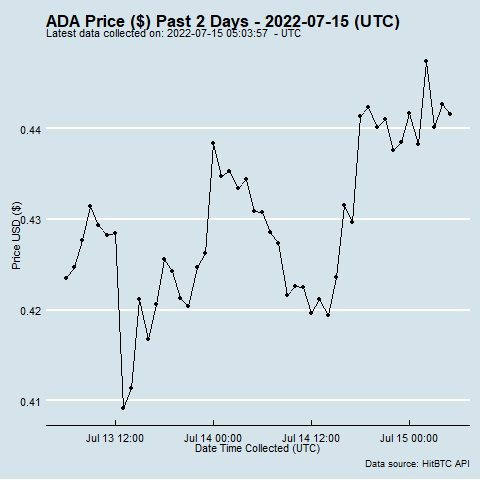 ADA Price ($) Past 2 Days - 2022-07-15 (UTC)
Latest data collected on: 2022-07-15 05:03:57 - UTC
Price USD ($)
0.44
0.43
0.42
0.41
Jul 13 12:00 Jul 14 00:00 Jul 14 12:00 Jul 15 00:00
Date Time Collected (UTC)
Data source: HitBTC API